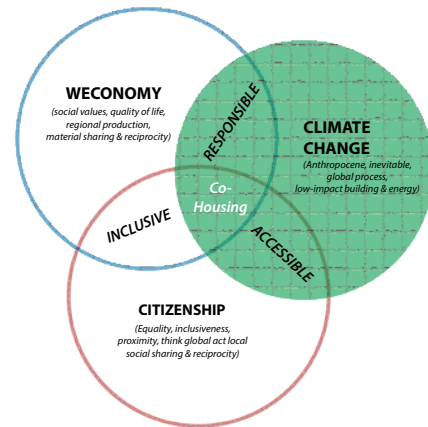 WECONOMY
(social values, quality of life,
regional production,
material sharing & reciprocity)
RESPONSIBLE
CLIMATE
CHANGE
(Anthropocene, inevitable,
global process,
low-impact building & energy)
Co-
Housing
INCLUSIVE
ACCESSIBLE
CITIZENSHIP
(Equality, inclusiveness,
proximity, think global act local
social sharing & reciprocity)